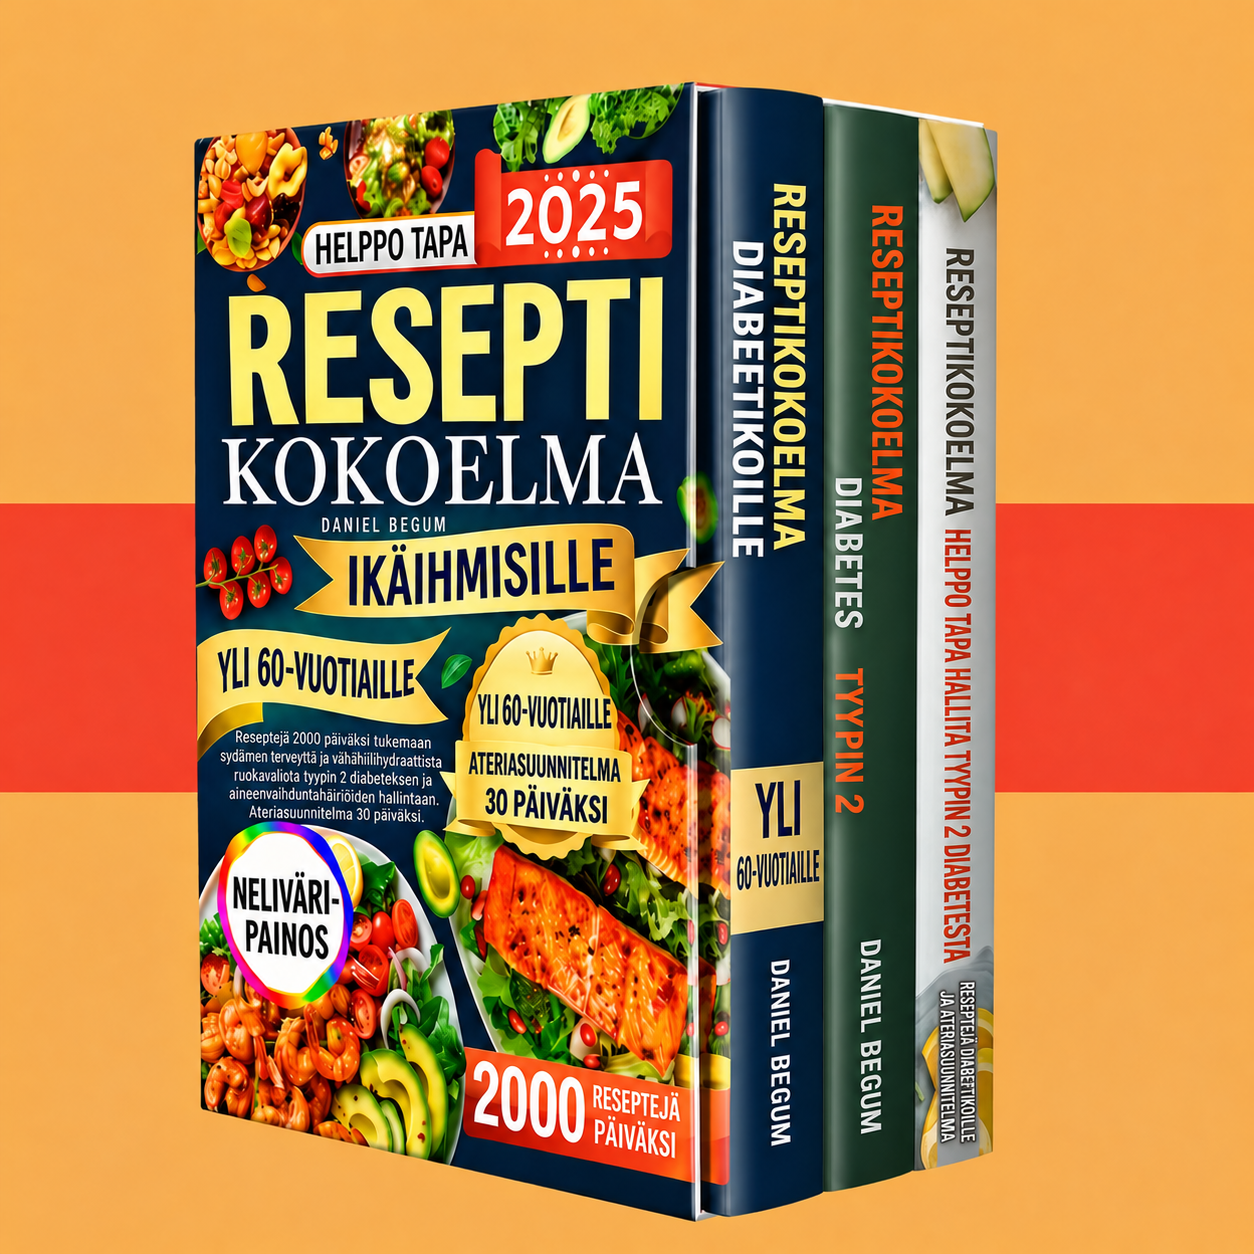 HELPPO TAPA
2025
RESEPTI
KOKOELMA
DANIEL BEGUM
IKÄIHMISILLE
YLI 60-VUOTIAILLE
Reseptejä 2000 päiväksi tukemaan
sydämen terveyttä ja vähähiilihydraattista
ruokavaliota tyypin 2 diabeteksen ja
aineenvaihduntahäiriöiden hallintaan.
Ateriasuunnitelma 30 päiväksi.
YLI 60-VUOTIAILLE
ATERIASUUNNITELMA
30 PÄIVÄKSI
NELIVÄRI-
PAINOS
2000 RESEPTEJÄ
PÄIVÄKSI
RESEPTIKOKOELMA
DIABEETIKOILLE
YLI
60-VUOTIAILLE
DANIEL BEGUM
RESEPTIKOKOELMA
DIABETES TYYPIN 2
DANIEL BEGUM
RESEPTIKOKOELMA HELPPO TAPA HALLITA TYYPIN 2 DIABETESTA
RESEPTEJÄ DIABEETIKOILLE
JA ATERIASUUNNITELMA